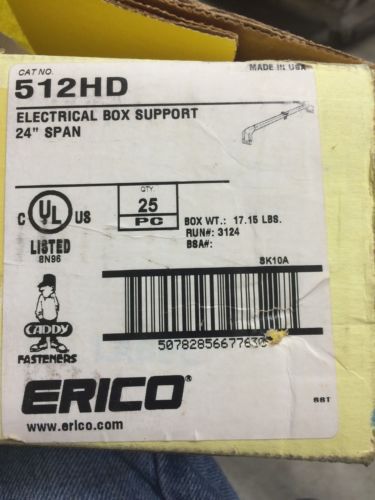 CAT NO.
MADE IN USA
512HD
ELECTRICAL BOX SUPPORT
24" SPAN
C UL US
LISTED
8N96
QTY.
25
PC
BOX WT.: 17.15 LBS.
RUN#: 3124
BSA#:
SK10A
CADDY
FASTENERS
50782856677630
ERICO®
www.erico.com